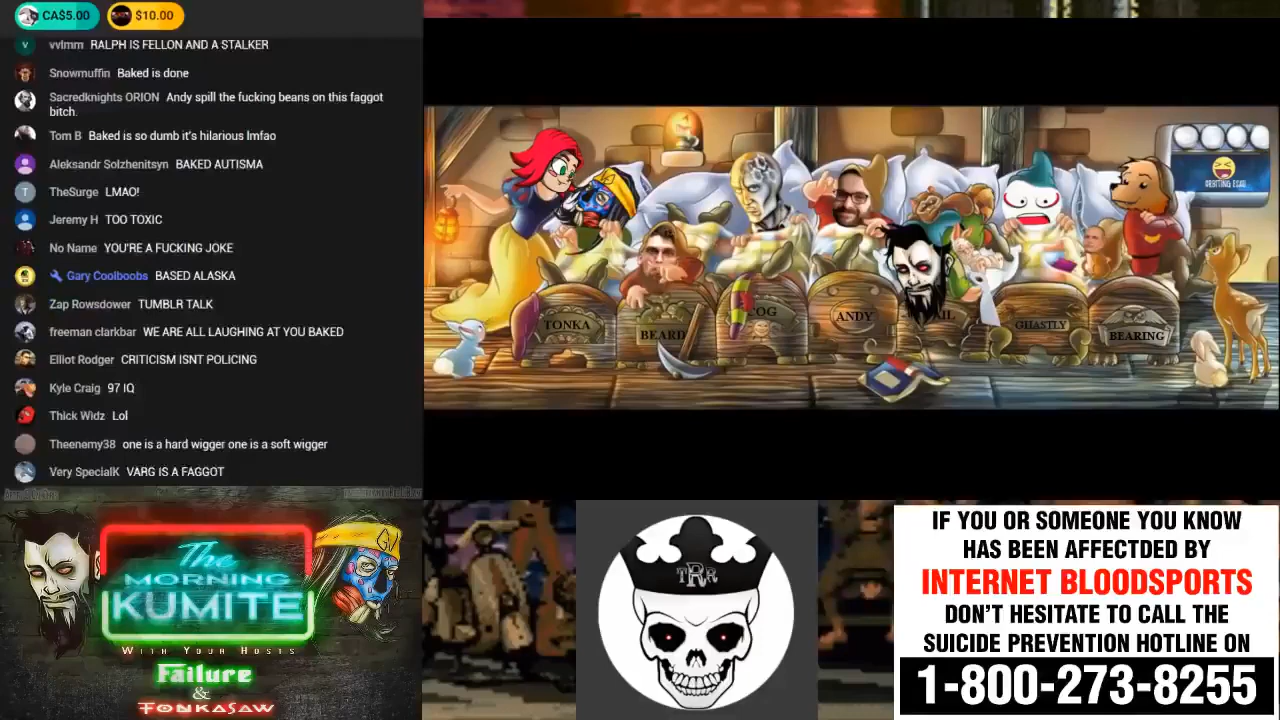 CA$5.00
$10.00
V vvlmm RALPH IS FELLON AND A STALKER
Snowmuffin Baked is done
Sacredknights ORION Andy spill the fucking beans on this faggot
bitch.
Tom B Baked is so dumb it's hilarious lmfao
Aleksandr Solzhenitsyn BAKED AUTISMA
T TheSurge LMAO!
Jeremy H TOO TOXIC
No Name YOU'RE A FUCKING JOKE
Gary Coolboobs BASED ALASKA
Zap Rowsdower TUMBLR TALK
freeman clarkbar WE ARE ALL LAUGHING AT YOU BAKED
Elliot Rodger CRITICISM ISNT POLICING
Kyle Craig 97 IQ
Thick Widz Lol
Theenemy38 one is a hard wigger one is a soft wigger
Very SpecialK VARG IS A FAGGOT
TONKA
BEARD
OG
ANDY
IL
GHASTLY
BEARING
The
MORNING
KUMITE
WITH YOUR HOSTS
Failure
&
TONKASAW
TRR
IF YOU OR SOMEONE YOU KNOW
HAS BEEN AFFECTDED BY
INTERNET BLOODSPORTS
DON'T HESITATE TO CALL THE
SUICIDE PREVENTION HOTLINE ON
1-800-273-8255